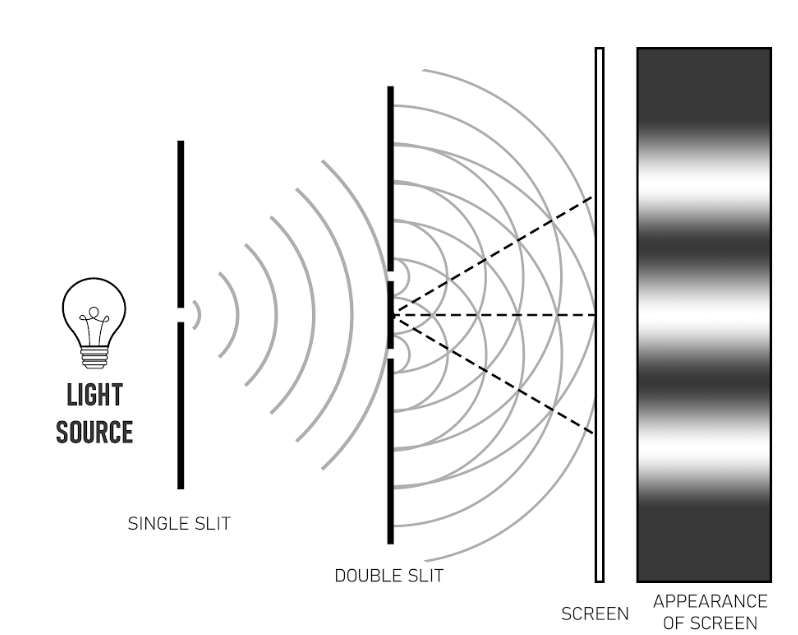 LIGHT
SOURCE
SINGLE SLIT
DOUBLE SLIT
SCREEN
APPEARANCE
OF SCREEN